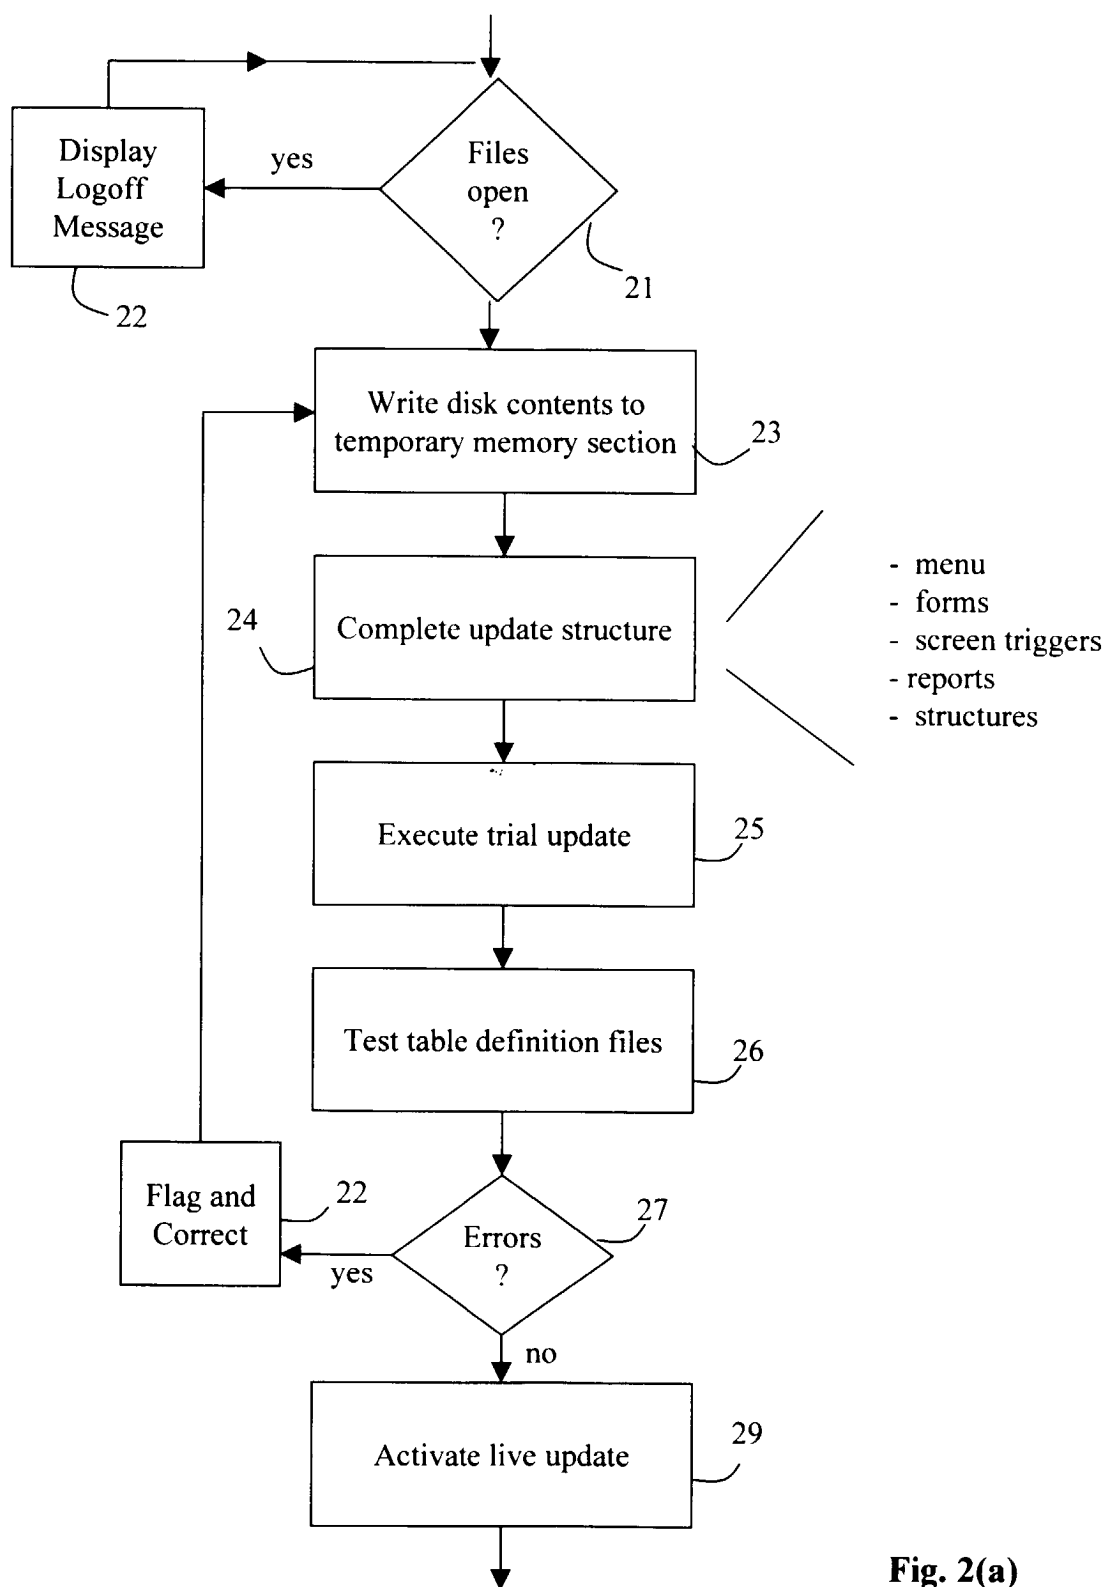 Display
Logoff
Message
22
yes
Files
open
?
21
Write disk contents to
temporary memory section
23
Complete update structure
24
- menu
- forms
- screen triggers
- reports
- structures
Execute trial update
25
Test table definition files
26
Flag and
Correct
22
yes
Errors
?
27
no
Activate live update
29
Fig. 2(a)